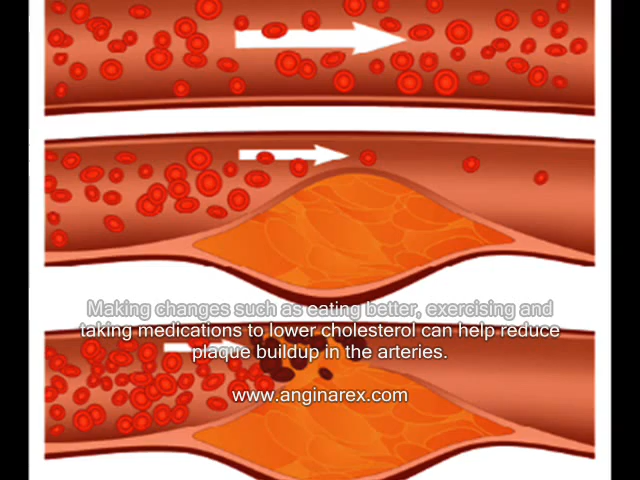 Making changes such as eating better, exercising and
taking medications to lower cholesterol can help reduce
plaque buildup in the arteries.
www.anginarex.com